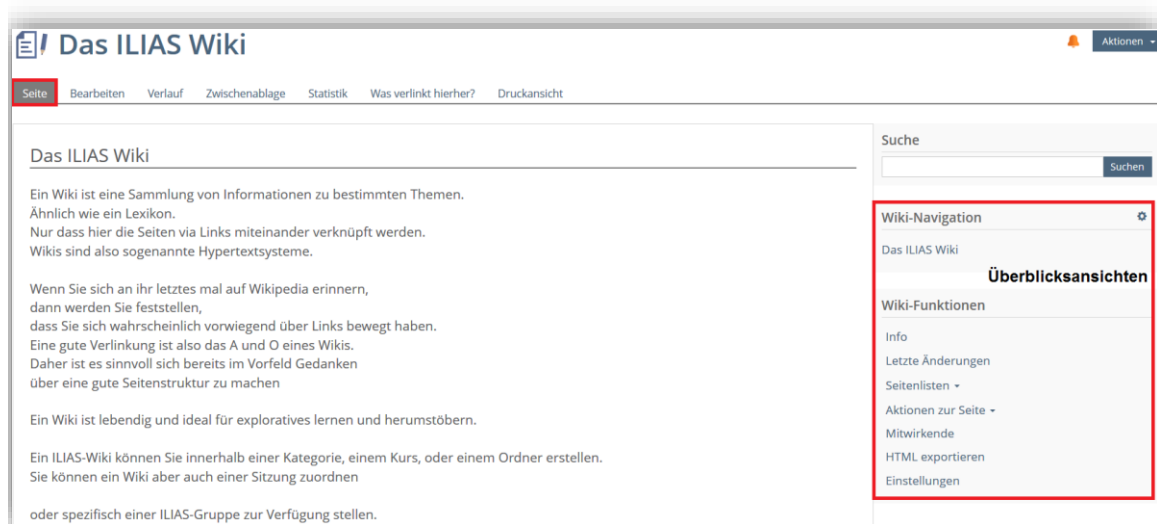 Das ILIAS Wiki
Aktionen
Seite Bearbeiten Verlauf Zwischenablage Statistik Was verlinkt hierher? Druckansicht
Das ILIAS Wiki
Ein Wiki ist eine Sammlung von Informationen zu bestimmten Themen.
Ähnlich wie ein Lexikon.
Nur dass hier die Seiten via Links miteinander verknüpft werden.
Wikis sind also sogenannte Hypertextsysteme.
Wenn Sie sich an ihr letztes mal auf Wikipedia erinnern,
dann werden Sie feststellen,
dass Sie sich wahrscheinlich vorwiegend über Links bewegt haben.
Eine gute Verlinkung ist also das A und O eines Wikis.
Daher ist es sinnvoll sich bereits im Vorfeld Gedanken
über eine gute Seitenstruktur zu machen
Ein Wiki ist lebendig und ideal für exploratives lernen und herumstöbern.
Ein ILIAS-Wiki können Sie innerhalb einer Kategorie, einem Kurs, oder einem Ordner erstellen.
Sie können ein Wiki aber auch einer Sitzung zuordnen
oder spezifisch einer ILIAS-Gruppe zur Verfügung stellen.
Suche
Suchen
Wiki-Navigation
Das ILIAS Wiki
Überblicksansichten
Wiki-Funktionen
Info
Letzte Änderungen
Seitenlisten
Aktionen zur Seite
Mitwirkende
HTML exportieren
Einstellungen